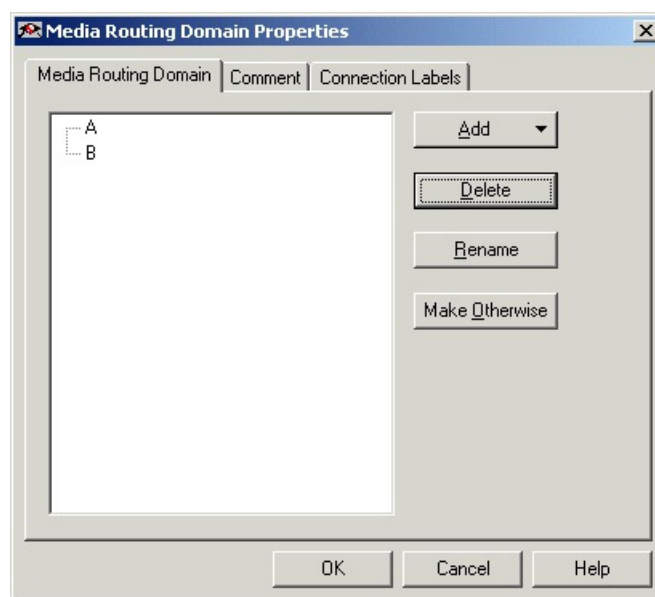 Media Routing Domain Properties
Media Routing Domain
Comment
Connection Labels
A
B
Add
Delete
Rename
Make Otherwise
OK
Cancel
Help